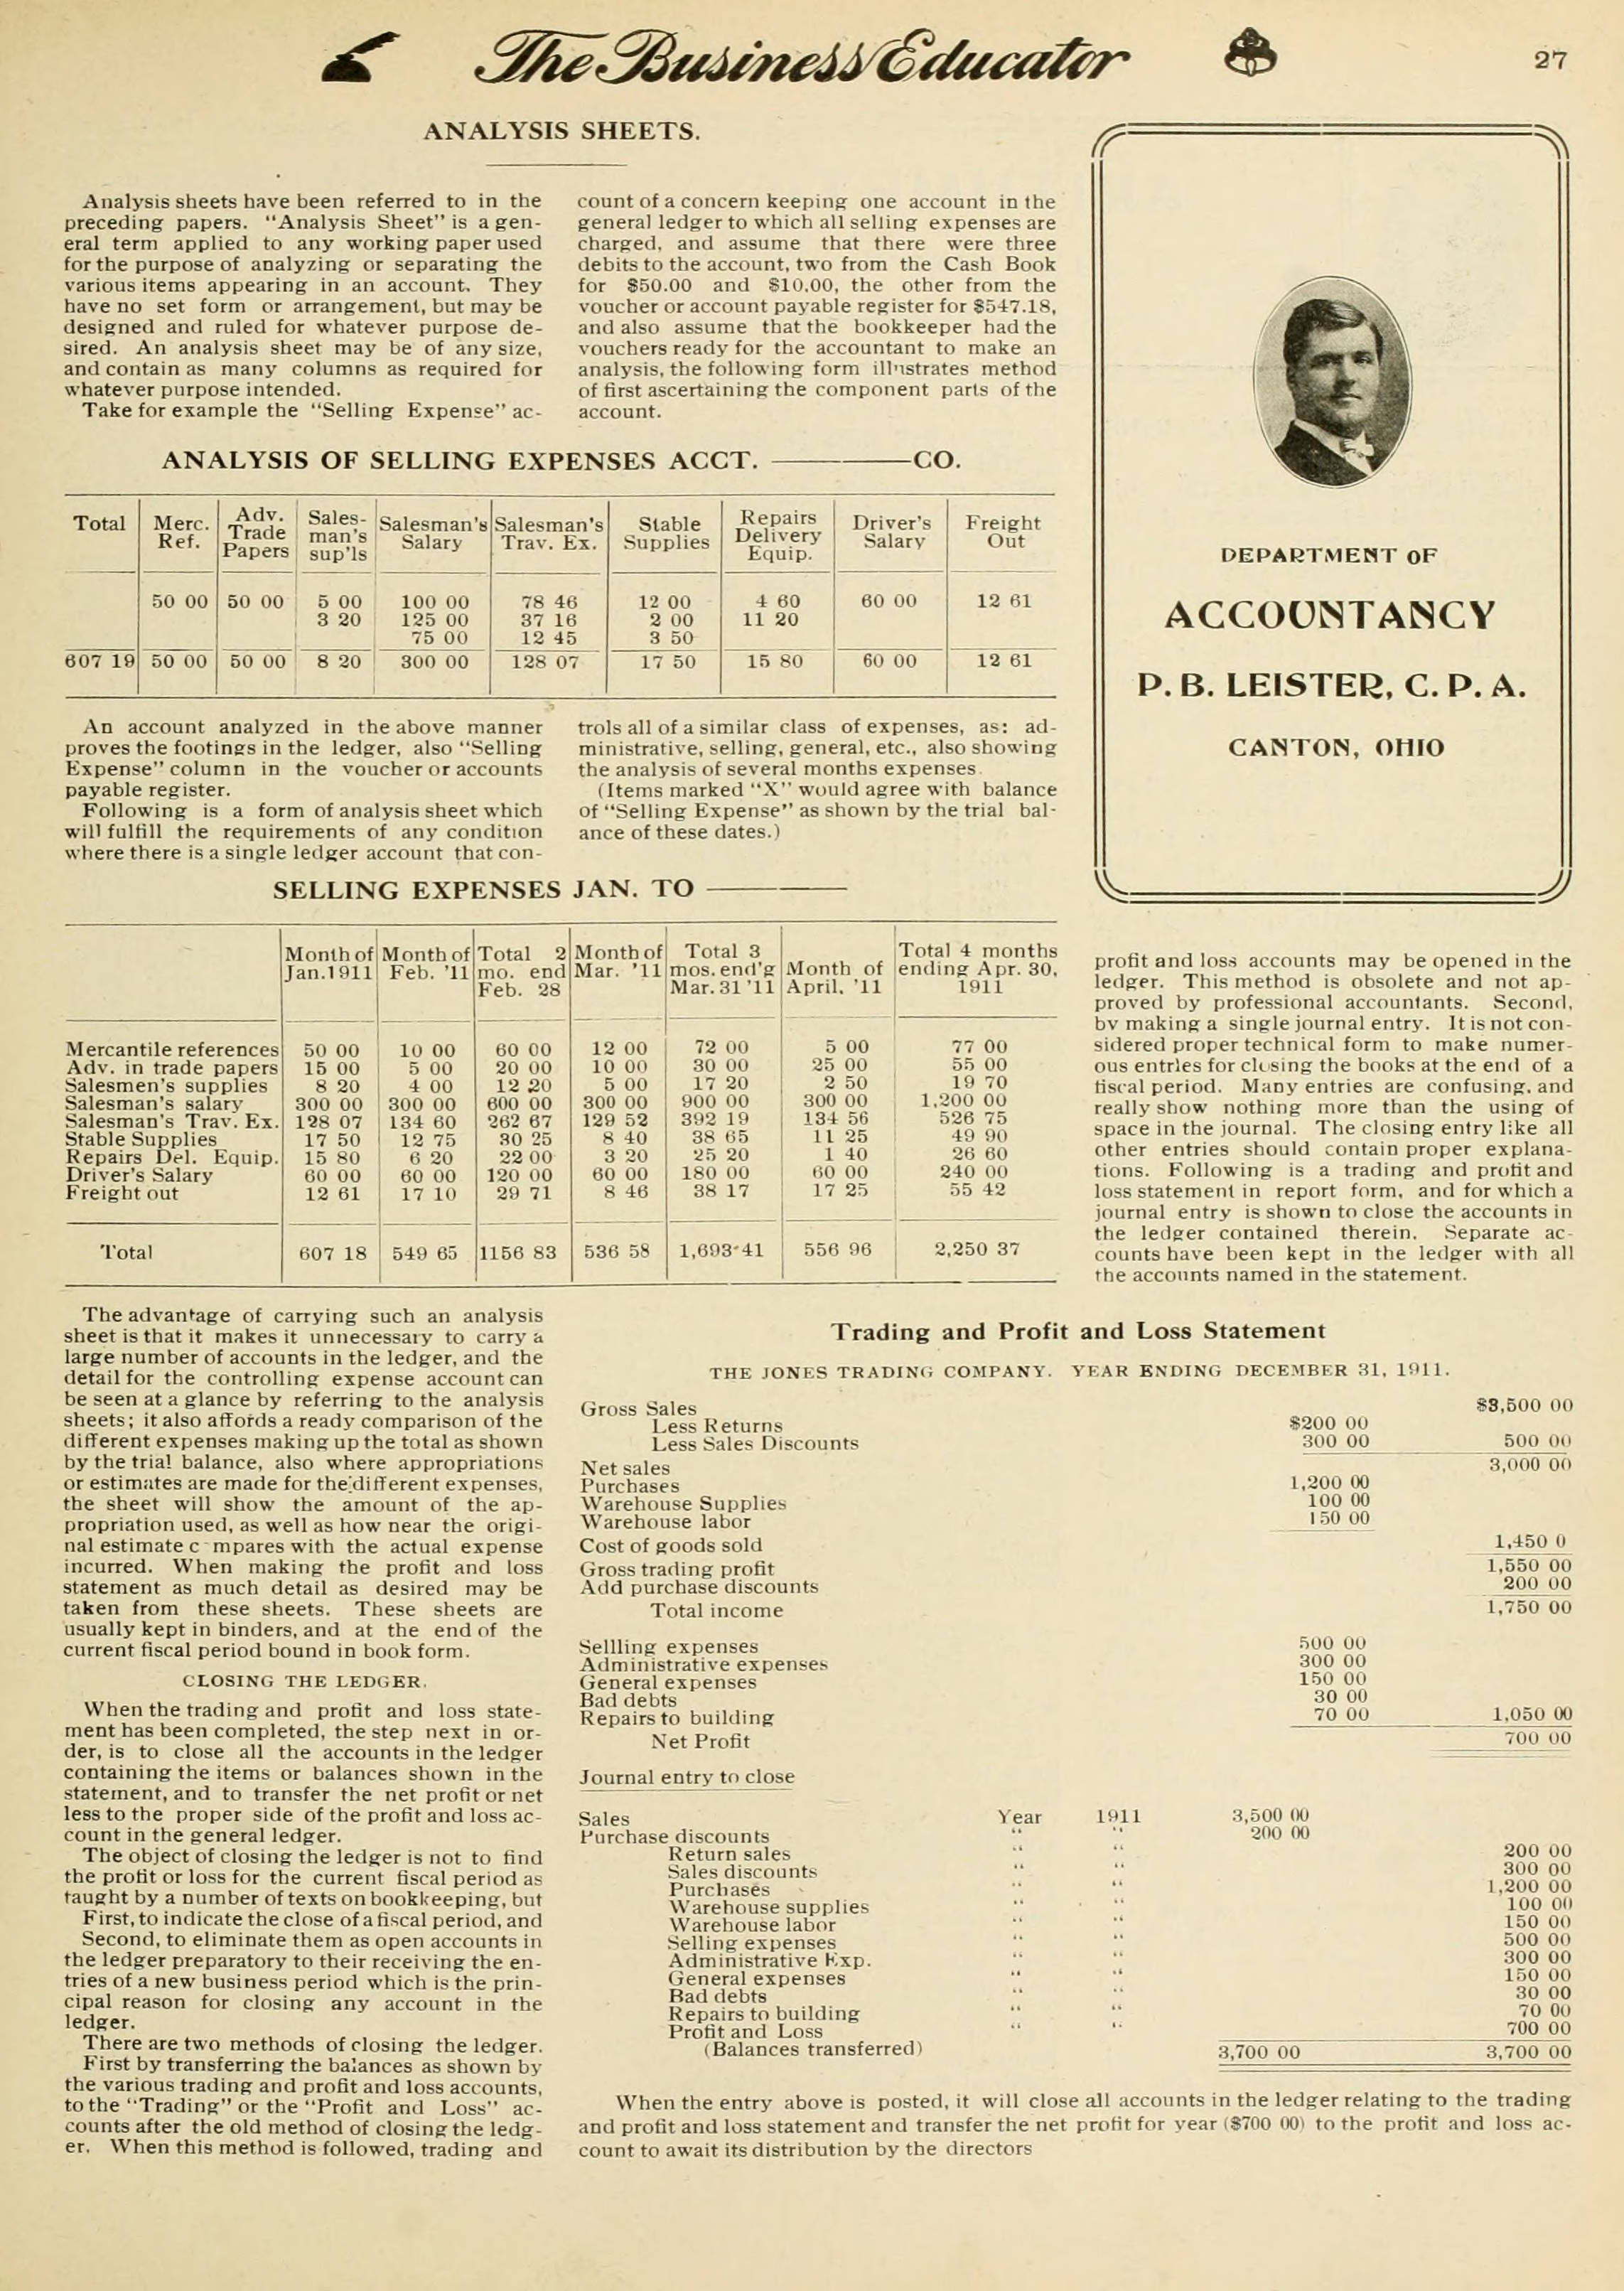 The Business Educator
27
ANALYSIS SHEETS.
Analysis sheets have been referred to in the
preceding papers. "Analysis Sheet" is a gen-
eral term applied to any working paper used
for the purpose of analyzing or separating the
various items appearing in an account. They
have no set form or arrangement, but may be
designed and ruled for whatever purpose de-
sired. An analysis sheet may be of any size,
and contain as many columns as required for
whatever purpose intended.
Take for example the "Selling Expense" ac-
count of a concern keeping one account in the
general ledger to which all selling expenses are
charged, and assume that there were three
debits to the account, two from the Cash Book
for $50.00 and $10.00, the other from the
voucher or account payable register for $547.18,
and also assume that the bookkeeper had the
vouchers ready for the accountant to make an
analysis, the following form illustrates method
of first ascertaining the component parts of the
account.
ANALYSIS OF SELLING EXPENSES ACCT. ———CO.
Total Merc. Ref. Adv. Trade Papers Sales-man's sup'ls Salesman's Salary Salesman's Trav. Ex. Stable Supplies Repairs Delivery Equip. Driver's Salary Freight Out
50 00 50 00 5 00 100 00 78 46 12 00 4 60 60 00 12 61
3 20 125 00 37 16 2 00 11 20
75 00 12 45 3 50
607 19 50 00 50 00 8 20 300 00 128 07 17 50 15 80 60 00 12 61
An account analyzed in the above manner
proves the footings in the ledger, also "Selling
Expense" column in the voucher or accounts
payable register.
Following is a form of analysis sheet which
will fulfill the requirements of any condition
where there is a single ledger account that con-
trols all of a similar class of expenses, as: ad-
ministrative, selling, general, etc., also showing
the analysis of several months expenses.
(Items marked "X" would agree with balance
of "Selling Expense" as shown by the trial bal-
ance of these dates.)
DEPARTMENT OF
ACCOUNTANCY
P. B. LEISTER, C. P. A.
CANTON, OHIO
SELLING EXPENSES JAN. TO ———
Month of Jan. 1911 Month of Feb. '11 Total 2 mo. end Feb. 28 Month of Mar. '11 Total 3 mos. end'g Mar. 31 '11 Month of April. '11 Total 4 months ending Apr. 30, 1911
Mercantile references 50 00 10 00 60 00 12 00 72 00 5 00 77 00
Adv. in trade papers 15 00 5 00 20 00 10 00 30 00 25 00 55 00
Salesmen's supplies 8 20 4 00 12 20 5 00 17 20 2 50 19 70
Salesman's salary 300 00 300 00 600 00 300 00 900 00 300 00 1,200 00
Salesman's Trav. Ex. 128 07 134 60 262 67 129 52 392 19 134 56 526 75
Stable Supplies 17 50 12 75 30 25 8 40 38 65 11 25 49 90
Repairs Del. Equip. 15 80 6 20 22 00 3 20 25 20 1 40 26 60
Driver's Salary 60 00 60 00 120 00 60 00 180 00 60 00 240 00
Freight out 12 61 17 10 29 71 8 46 38 17 17 25 55 42
Total 607 18 549 65 1156 83 536 58 1,693 41 556 96 2,250 37
The advantage of carrying such an analysis
sheet is that it makes it unnecessary to carry a
large number of accounts in the ledger, and the
detail for the controlling expense account can
be seen at a glance by referring to the analysis
sheets; it also affords a ready comparison of the
different expenses making up the total as shown
by the trial balance, also where appropriations
or estimates are made for the different expenses,
the sheet will show the amount of the ap-
propriation used, as well as how near the origi-
nal estimate c mpares with the actual expense
incurred. When making the profit and loss
statement as much detail as desired may be
taken from these sheets. These sheets are
usually kept in binders, and at the end of the
current fiscal period bound in book form.
CLOSING THE LEDGER.
When the trading and profit and loss state-
ment has been completed, the step next in or-
der, is to close all the accounts in the ledger
containing the items or balances shown in the
statement, and to transfer the net profit or net
less to the proper side of the profit and loss ac-
count in the general ledger.
The object of closing the ledger is not to find
the profit or loss for the current fiscal period as
taught by a number of texts on bookkeeping, but
First, to indicate the close of a fiscal period, and
Second, to eliminate them as open accounts in
the ledger preparatory to their receiving the en-
tries of a new business period which is the prin-
cipal reason for closing any account in the
ledger.
There are two methods of closing the ledger.
First by transferring the balances as shown by
the various trading and profit and loss accounts,
to the "Trading" or the "Profit and Loss" ac-
counts after the old method of closing the ledg-
er. When this method is followed, trading and
profit and loss accounts may be opened in the
ledger. This method is obsolete and not ap-
proved by professional accountants. Second,
by making a single journal entry. It is not con-
sidered proper technical form to make numer-
ous entries for closing the books at the end of a
fiscal period. Many entries are confusing, and
really show nothing more than the using of
space in the journal. The closing entry like all
other entries should contain proper explana-
tions. Following is a trading and profit and
loss statement in report form, and for which a
journal entry is shown to close the accounts in
the ledger contained therein. Separate ac-
counts have been kept in the ledger with all
the accounts named in the statement.
Trading and Profit and Loss Statement
THE JONES TRADING COMPANY. YEAR ENDING DECEMBER 31, 1911.
Gross Sales $3,500 00
Less Returns $200 00
Less Sales Discounts 300 00 500 00
Net sales 3,000 00
Purchases 1,200 00
Warehouse Supplies 100 00
Warehouse labor 150 00
Cost of goods sold 1,450 0
Gross trading profit 1,550 00
Add purchase discounts 200 00
Total income 1,750 00
Sellling expenses 500 00
Administrative expenses 300 00
General expenses 150 00
Bad debts 30 00
Repairs to building 70 00 1,050 00
Net Profit 700 00
Journal entry to close
Sales Year 1911 3,500 00
Purchase discounts " " 200 00
Return sales " " 200 00
Sales discounts " " 300 00
Purchases " " 1,200 00
Warehouse supplies " " 100 00
Warehouse labor " " 150 00
Selling expenses " " 500 00
Administrative Exp. " " 300 00
General expenses " " 150 00
Bad debts " " 30 00
Repairs to building " " 70 00
Profit and Loss " " 700 00
(Balances transferred) 3,700 00 3,700 00
When the entry above is posted, it will close all accounts in the ledger relating to the trading
and profit and loss statement and transfer the net profit for year ($700 00) to the profit and loss ac-
count to await its distribution by the directors